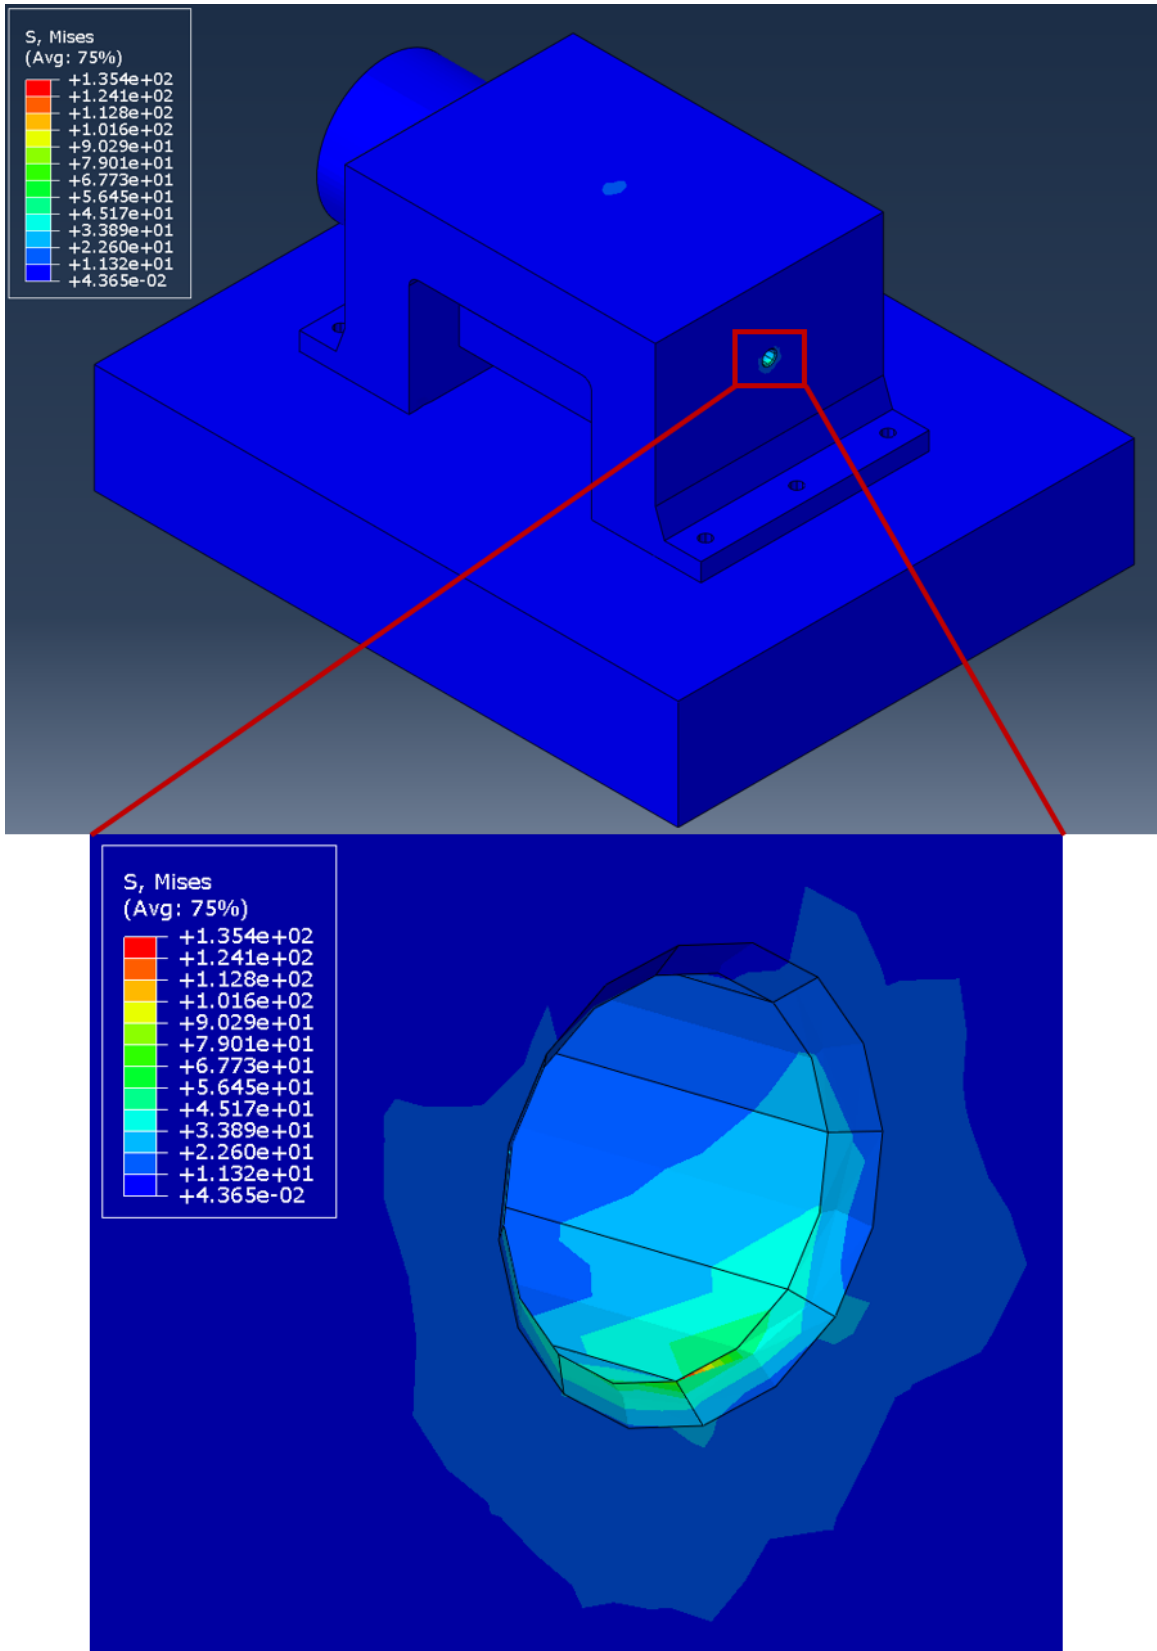 S, Mises
(Avg: 75%)
+1.354e+02
+1.241e+02
+1.128e+02
+1.016e+02
+9.029e+01
+7.901e+01
+6.773e+01
+5.645e+01
+4.517e+01
+3.389e+01
+2.260e+01
+1.132e+01
+4.365e-02
S, Mises
(Avg: 75%)
+1.354e+02
+1.241e+02
+1.128e+02
+1.016e+02
+9.029e+01
+7.901e+01
+6.773e+01
+5.645e+01
+4.517e+01
+3.389e+01
+2.260e+01
+1.132e+01
+4.365e-02